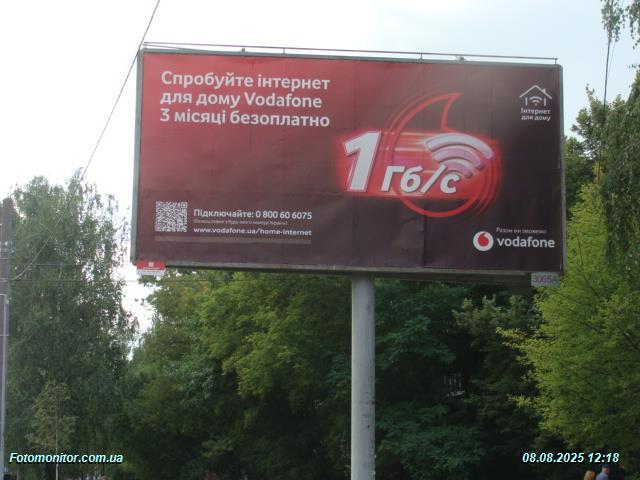 Спробуйте інтернет
для дому Vodafone
3 місяці безоплатно
Інтернет
для дому
1 Гб/с
Підключайте: 0 800 60 6075
www.vodafone.ua/home-internet
Разом ми зможемо
vodafone
3065A
Fotomonitor.com.ua
08.08.2025 12:18